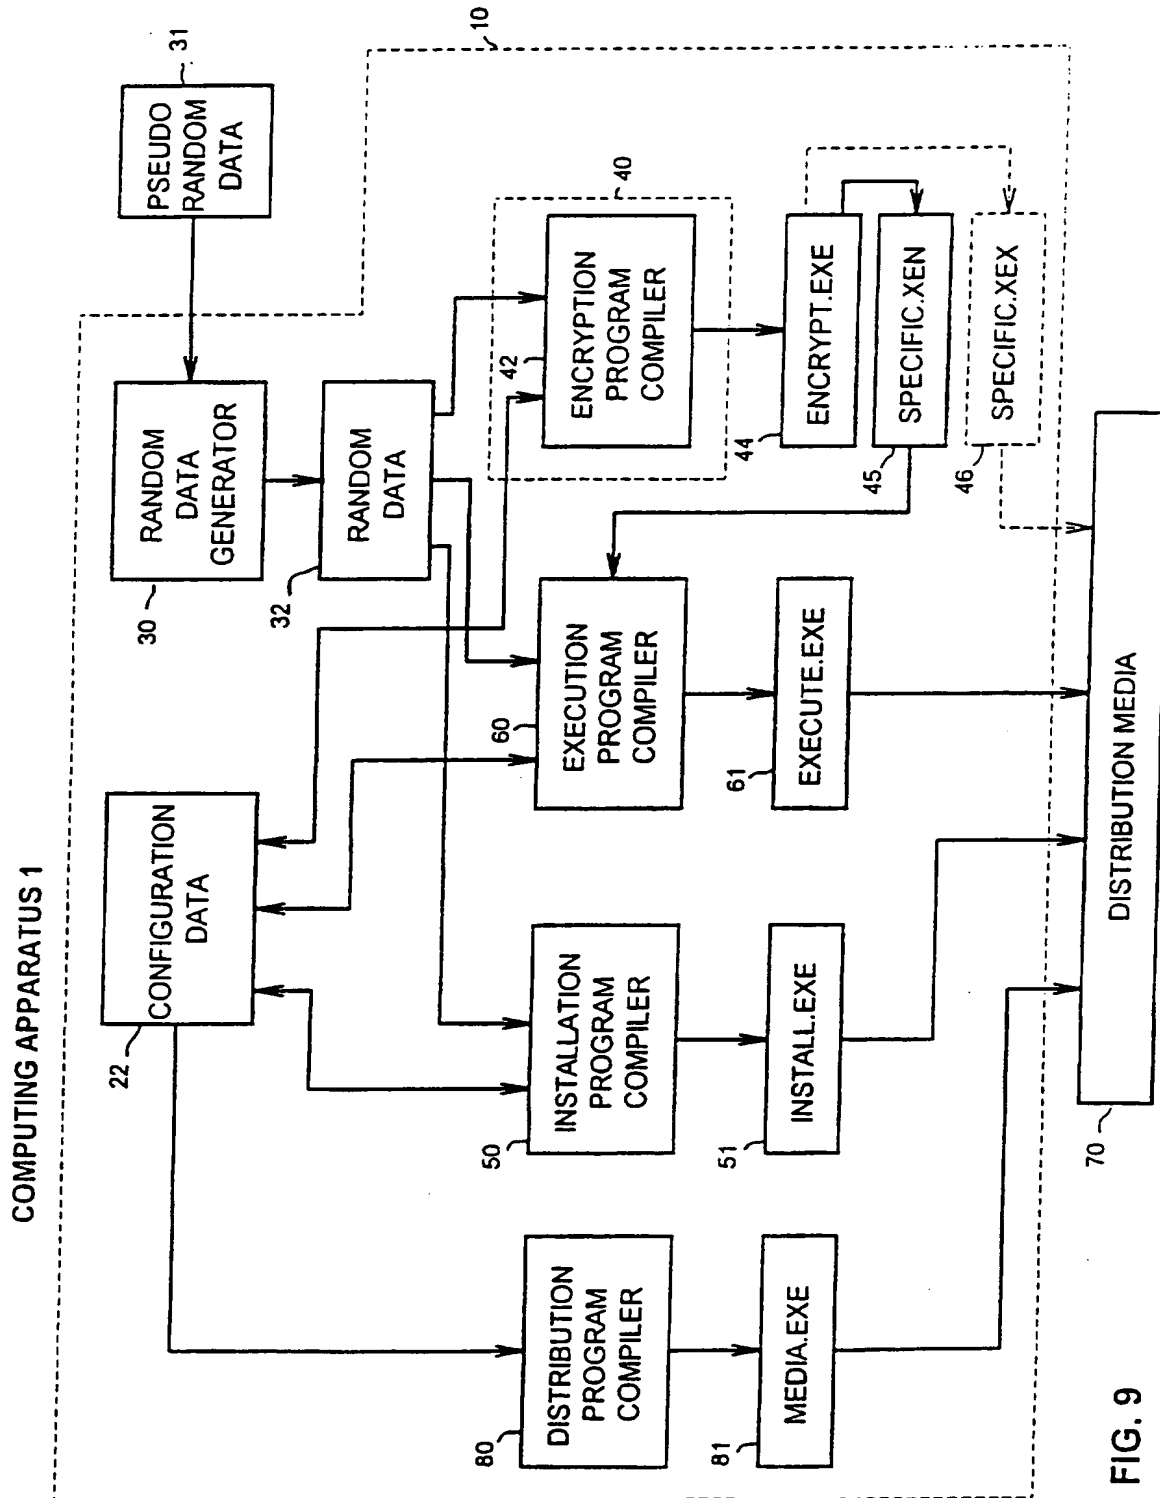 COMPUTING APPARATUS 1
10
PSEUDO
RANDOM
DATA
31
RANDOM
DATA
GENERATOR
30
RANDOM
DATA
32
CONFIGURATION
DATA
22
40
ENCRYPTION
PROGRAM
COMPILER
42
EXECUTION
PROGRAM
COMPILER
60
INSTALLATION
PROGRAM
COMPILER
50
DISTRIBUTION
PROGRAM
COMPILER
80
ENCRYPT.EXE
44
SPECIFIC.XEN
45
SPECIFIC.XEX
46
EXECUTE.EXE
61
INSTALL.EXE
51
MEDIA.EXE
81
DISTRIBUTION MEDIA
70
FIG. 9